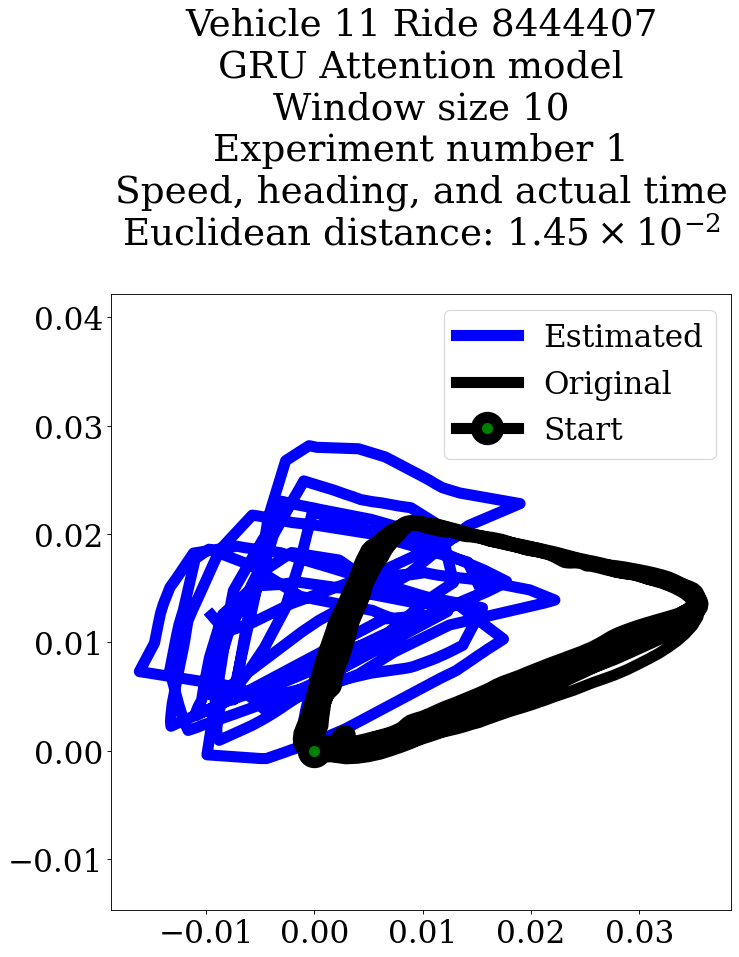 Vehicle 11 Ride 8444407
GRU Attention model
Window size 10
Experiment number 1
Speed, heading, and actual time
Euclidean distance: 1.45 × 10⁻²
Estimated
Original
Start
0.04
0.03
0.02
0.01
0.00
−0.01
−0.01 0.00 0.01 0.02 0.03